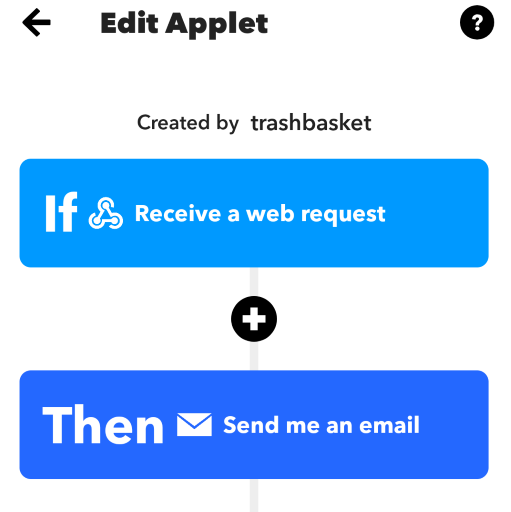 Edit Applet
?
Created by trashbasket
If Receive a web request
Then Send me an email